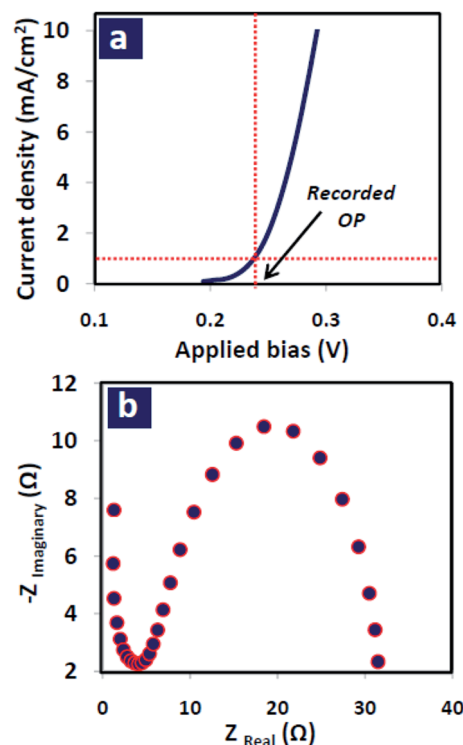 a
10
8
6
4
2
0
Current density (mA/cm²)
Recorded
OP
0.1 0.2 0.3 0.4
Applied bias (V)
b
12
10
8
6
4
2
-Z Imaginary (Ω)
0 10 20 30 40
Z Real (Ω)